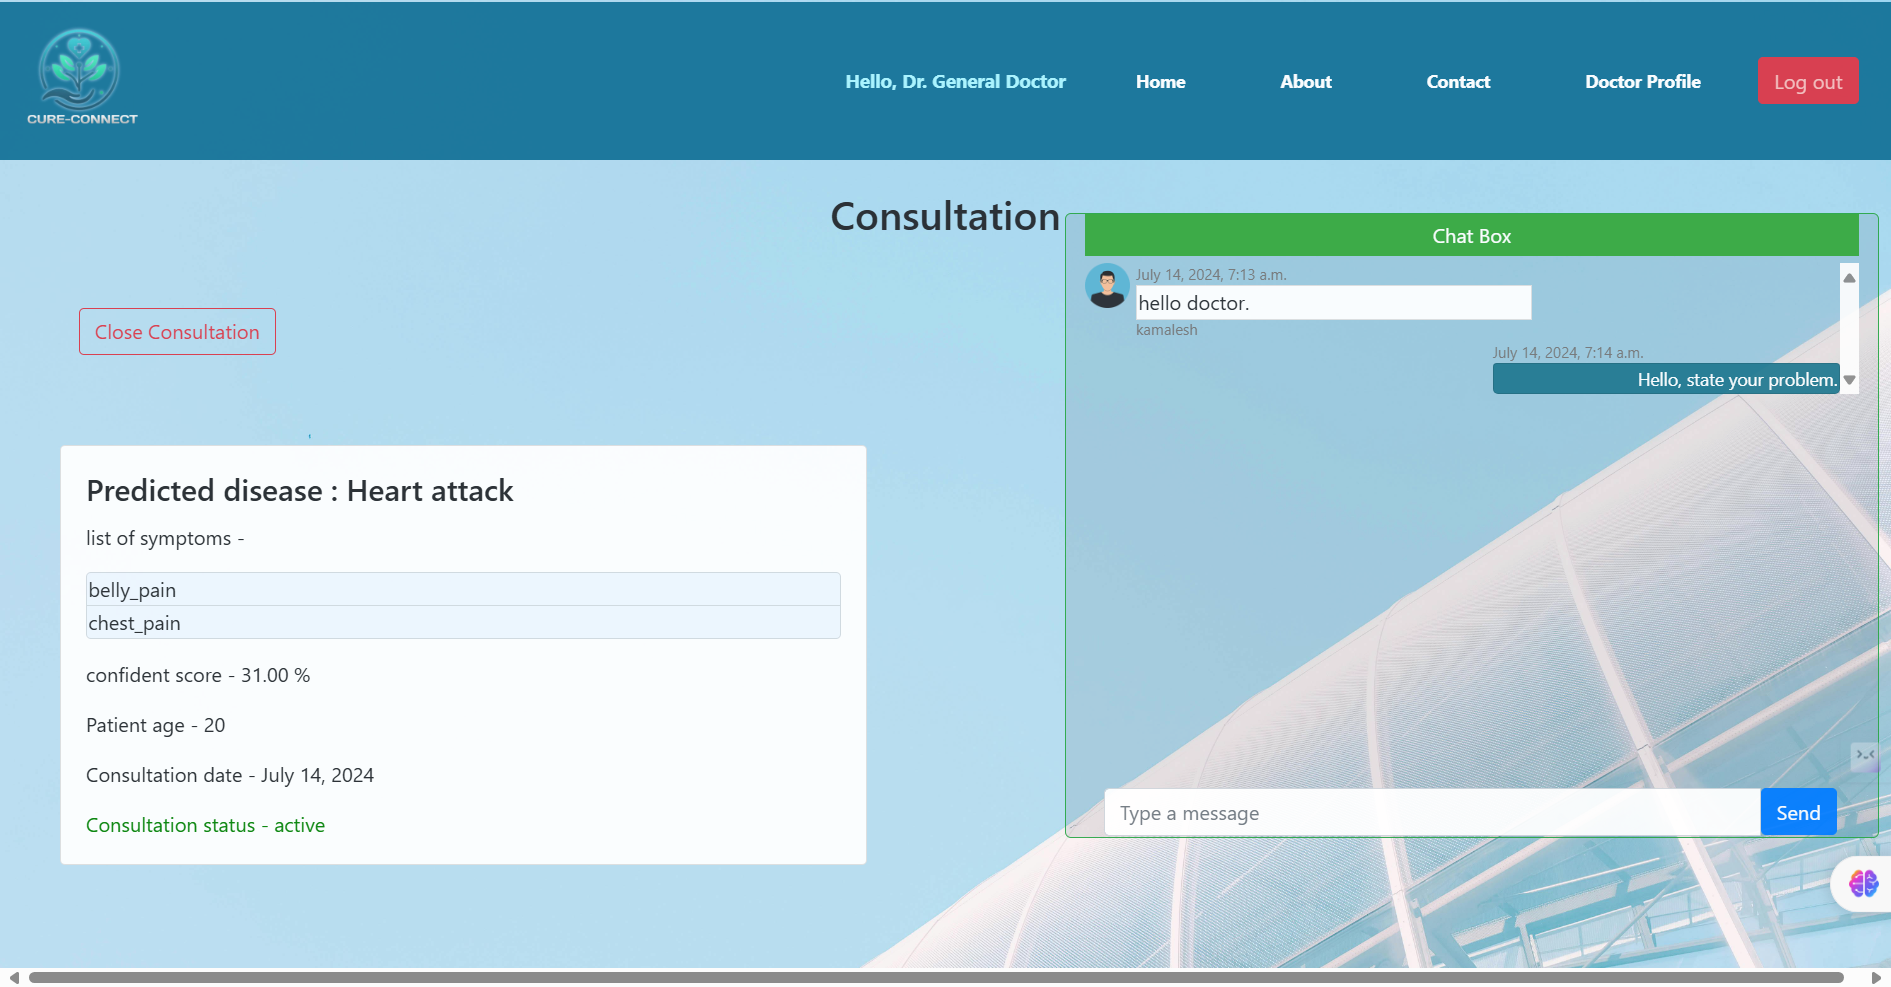 CURE-CONNECT
Hello, Dr. General Doctor
Home
About
Contact
Doctor Profile
Log out
Consultation
Close Consultation
Predicted disease : Heart attack
list of symptoms -
belly_pain
chest_pain
confident score - 31.00 %
Patient age - 20
Consultation date - July 14, 2024
Consultation status - active
Chat Box
July 14, 2024, 7:13 a.m.
hello doctor.
kamalesh
July 14, 2024, 7:14 a.m.
Hello, state your problem.
Type a message
Send